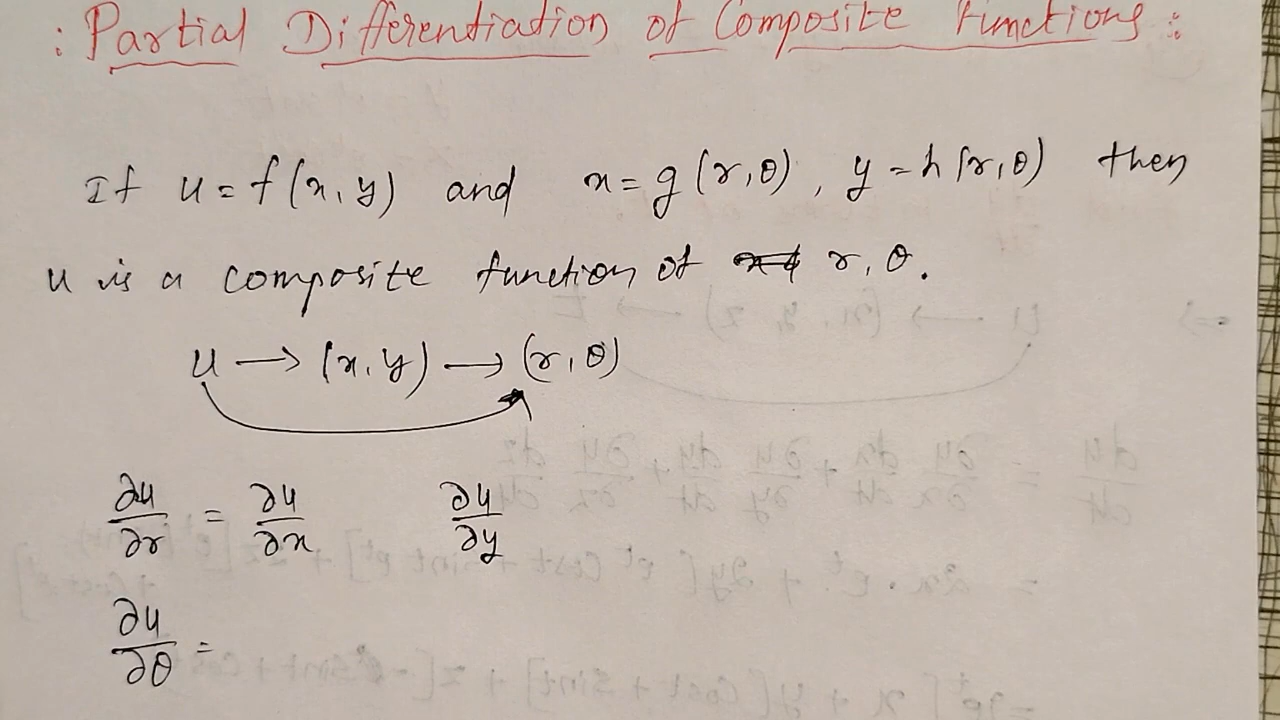 : Partial Differentiation of Composite Functions :
If u = f(x, y) and x = g(r, θ), y = h(r, θ) then
u is a composite function of r, θ.
u → (x, y) → (r, θ)
∂u/∂r = ∂u/∂x ∂u/∂y
∂u/∂θ =